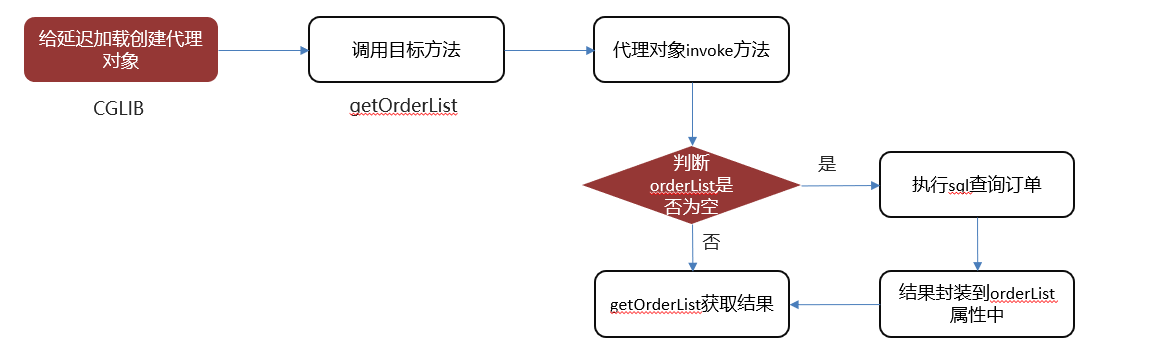 给延迟加载创建代理
对象
CGLIB
调用目标方法
getOrderList
代理对象invoke方法
判断
orderList是
否为空
是
执行sql查询订单
否
getOrderList获取结果
结果封装到orderList
属性中